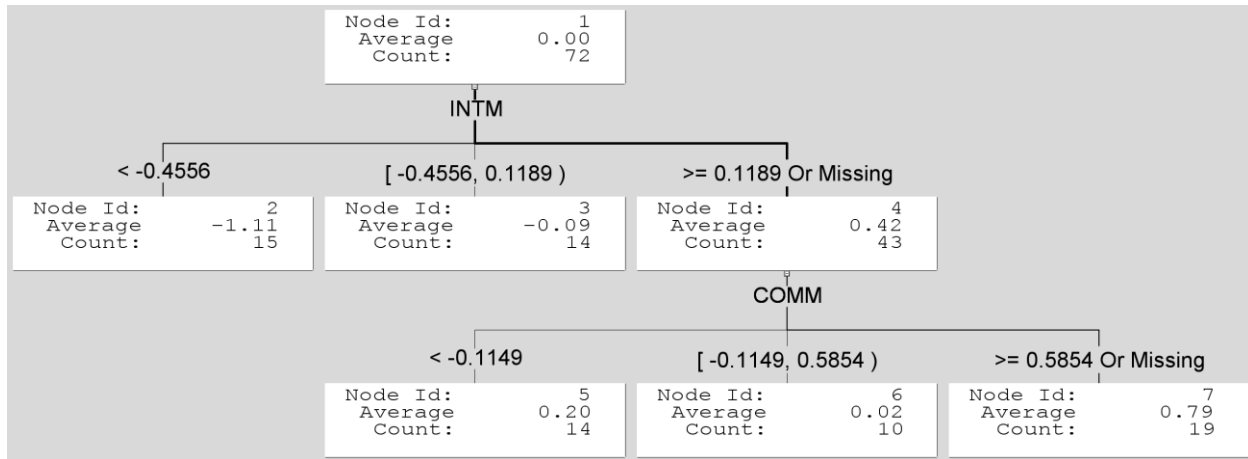 Node Id: 1
Average 0.00
Count: 72
INTM
< -0.4556
[ -0.4556, 0.1189 )
>= 0.1189 Or Missing
Node Id: 2
Average -1.11
Count: 15
Node Id: 3
Average -0.09
Count: 14
Node Id: 4
Average 0.42
Count: 43
COMM
< -0.1149
[ -0.1149, 0.5854 )
>= 0.5854 Or Missing
Node Id: 5
Average 0.20
Count: 14
Node Id: 6
Average 0.02
Count: 10
Node Id: 7
Average 0.79
Count: 19